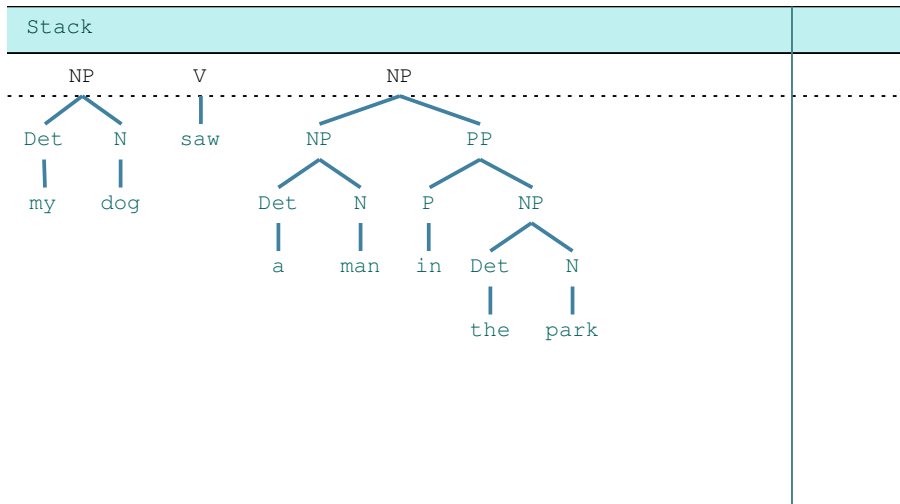 Stack
NP V NP
Det N saw NP PP
my dog Det N P NP
a man in Det N
the park